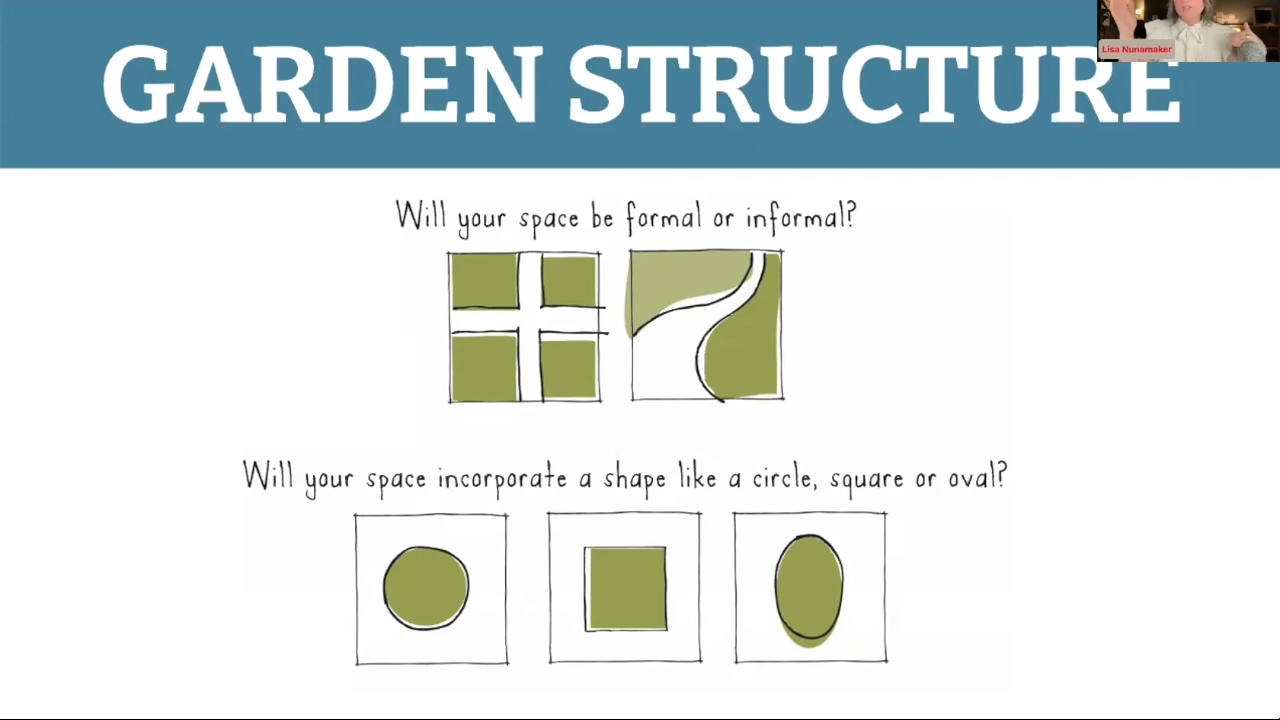 GARDEN STRUCTURE
Lisa Nunamaker
Will your space be formal or informal?
Will your space incorporate a shape like a circle, square or oval?